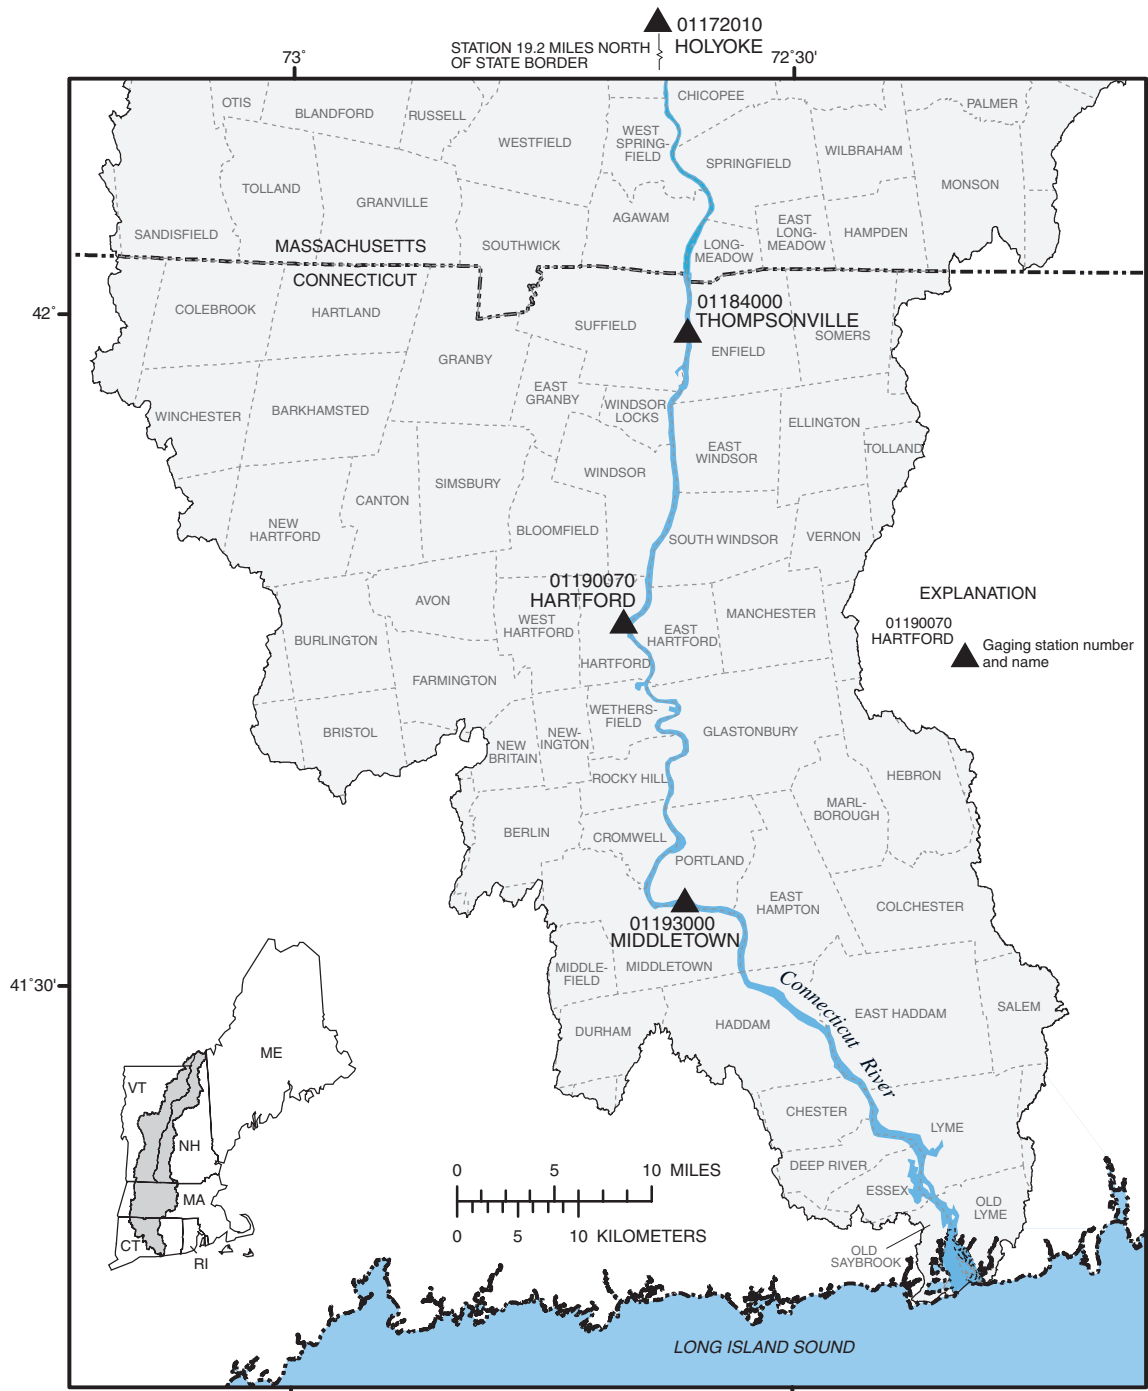 01172010
HOLYOKE
STATION 19.2 MILES NORTH
OF STATE BORDER
73°
72°30'
OTIS
BLANDFORD
RUSSELL
WESTFIELD
WEST
SPRING-
FIELD
CHICOPEE
PALMER
SPRINGFIELD
WILBRAHAM
MONSON
TOLLAND
GRANVILLE
AGAWAM
EAST
LONG-
MEADOW
HAMPDEN
SANDISFIELD
SOUTHWICK
LONG-
MEADOW
MASSACHUSETTS
CONNECTICUT
COLEBROOK
HARTLAND
01184000
THOMPSONVILLE
42°
SUFFIELD
ENFIELD
SOMERS
GRANBY
EAST
GRANBY
WINDSOR
LOCKS
WINCHESTER
BARKHAMSTED
ELLINGTON
EAST
WINDSOR
TOLLAND
WINDSOR
SIMSBURY
CANTON
NEW
HARTFORD
BLOOMFIELD
SOUTH WINDSOR
VERNON
01190070
HARTFORD
AVON
WEST
HARTFORD
EAST
HARTFORD
MANCHESTER
BURLINGTON
HARTFORD
FARMINGTON
EXPLANATION
01190070
HARTFORD
Gaging station number
and name
BRISTOL
NEW
BRITAIN
NEW-
INGTON
WETHERS-
FIELD
GLASTONBURY
ROCKY HILL
HEBRON
MARL-
BOROUGH
BERLIN
CROMWELL
PORTLAND
EAST
HAMPTON
COLCHESTER
01193000
MIDDLETOWN
MIDDLE-
FIELD
MIDDLETOWN
41°30'
Connecticut River
DURHAM
HADDAM
EAST HADDAM
SALEM
CHESTER
LYME
DEEP RIVER
ESSEX
OLD
LYME
OLD
SAYBROOK
ME
VT
NH
MA
CT
RI
0 5 10 MILES
0 5 10 KILOMETERS
LONG ISLAND SOUND